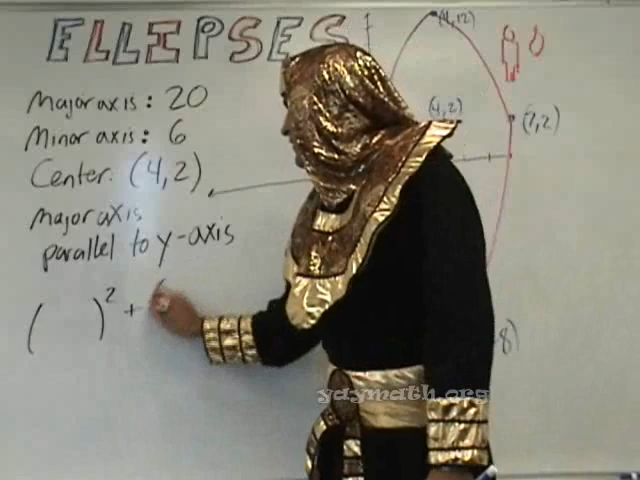 ELLIPSES
Major axis: 20
Minor axis: 6
Center: (4,2)
major axis
parallel to y-axis
( )² + (
(4,12)
(4,2)
(7,2)
8)
yaymath.org